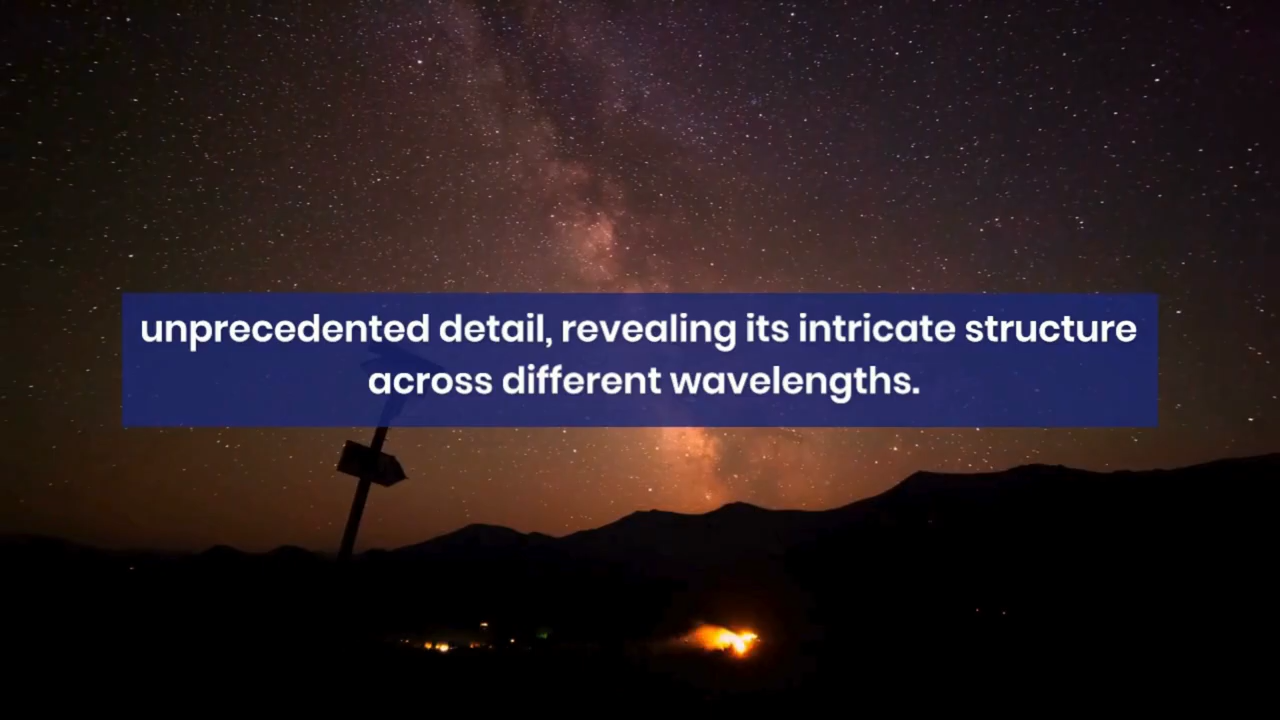 unprecedented detail, revealing its intricate structure
across different wavelengths.